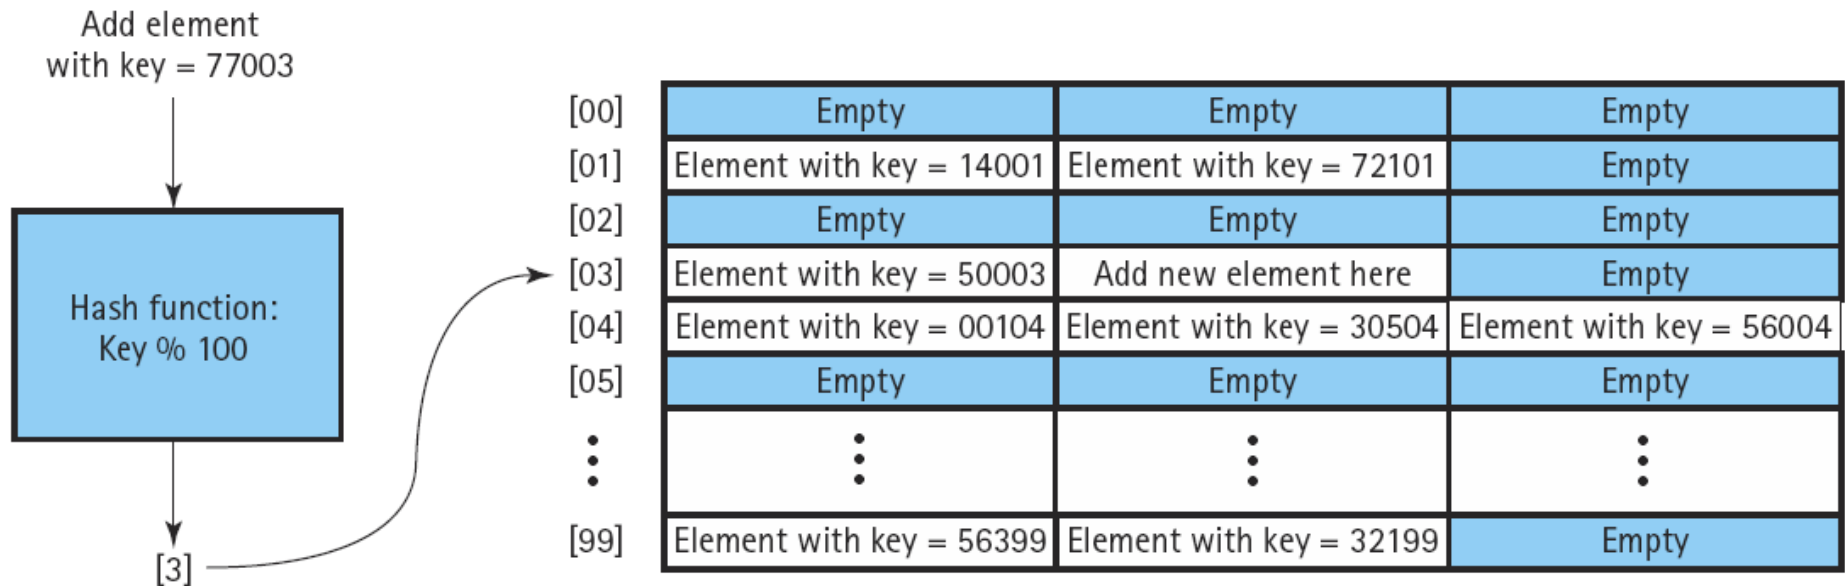 Add element
with key = 77003
Hash function:
Key % 100
[3]
[00] Empty Empty Empty
[01] Element with key = 14001 Element with key = 72101 Empty
[02] Empty Empty Empty
[03] Element with key = 50003 Add new element here Empty
[04] Element with key = 00104 Element with key = 30504 Element with key = 56004
[05] Empty Empty Empty
[99] Element with key = 56399 Element with key = 32199 Empty